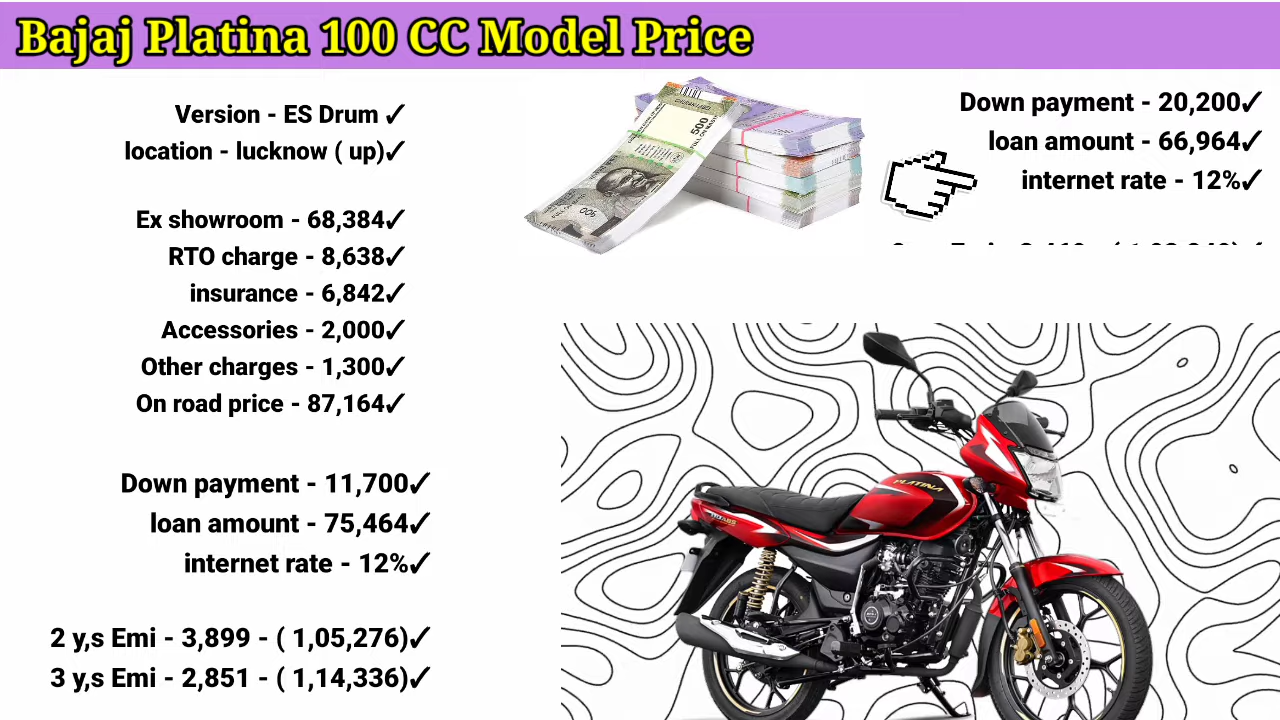 Bajaj Platina 100 CC Model Price
Version - ES Drum ✓
location - lucknow ( up)✓
Ex showroom - 68,384✓
RTO charge - 8,638✓
insurance - 6,842✓
Accessories - 2,000✓
Other charges - 1,300✓
On road price - 87,164✓
Down payment - 11,700✓
loan amount - 75,464✓
internet rate - 12%✓
2 y,s Emi - 3,899 - ( 1,05,276)✓
3 y,s Emi - 2,851 - ( 1,14,336)✓
Down payment - 20,200✓
loan amount - 66,964✓
internet rate - 12%✓
500
PLATINA